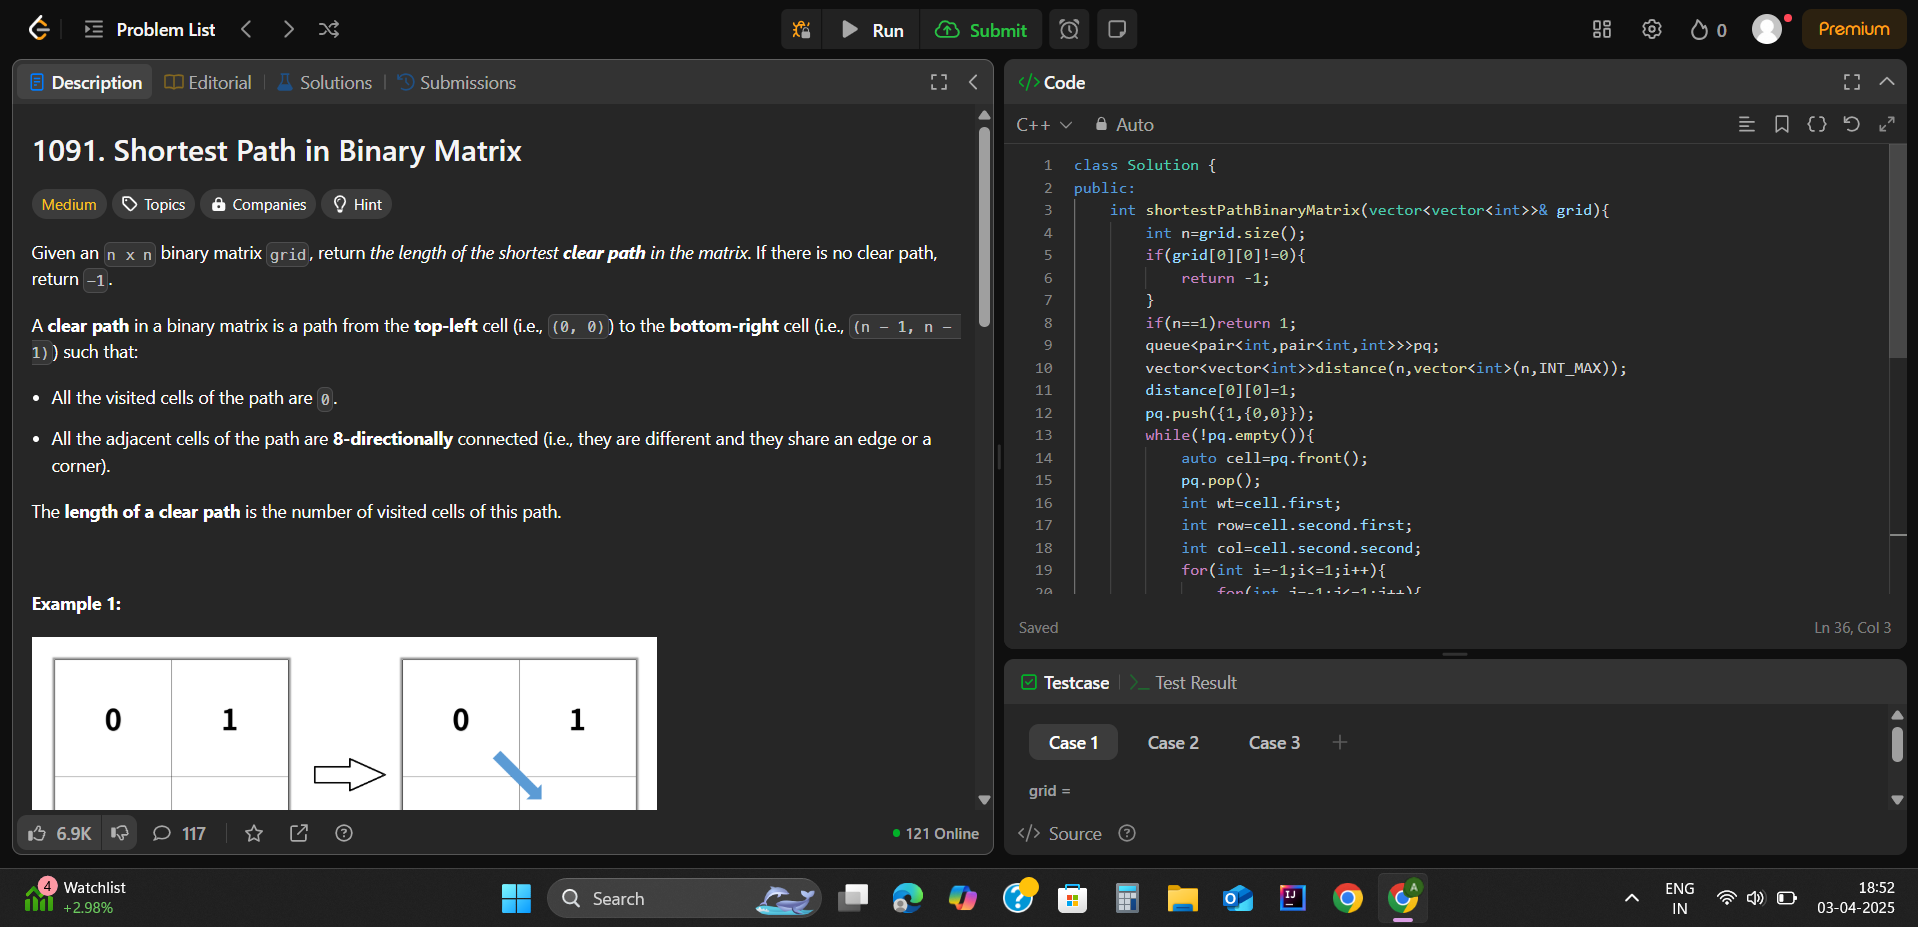 Problem List
Run
Submit
0
Premium
Description
Editorial
Solutions
Submissions
1091. Shortest Path in Binary Matrix
Medium
Topics
Companies
Hint
Given an n x n binary matrix grid, return the length of the shortest clear path in the matrix. If there is no clear path,
return -1.
A clear path in a binary matrix is a path from the top-left cell (i.e., (0, 0)) to the bottom-right cell (i.e., (n - 1, n -
1)) such that:
• All the visited cells of the path are 0.
• All the adjacent cells of the path are 8-directionally connected (i.e., they are different and they share an edge or a
corner).
The length of a clear path is the number of visited cells of this path.
Example 1:
0 1
0 1
6.9K
117
121 Online
</> Code
C++
Auto
1 class Solution {
2 public:
3 int shortestPathBinaryMatrix(vector<vector<int>>& grid){
4 int n=grid.size();
5 if(grid[0][0]!=0){
6 return -1;
7 }
8 if(n==1)return 1;
9 queue<pair<int,pair<int,int>>>pq;
10 vector<vector<int>>distance(n,vector<int>(n,INT_MAX));
11 distance[0][0]=1;
12 pq.push({1,{0,0}});
13 while(!pq.empty()){
14 auto cell=pq.front();
15 pq.pop();
16 int wt=cell.first;
17 int row=cell.second.first;
18 int col=cell.second.second;
19 for(int i=-1;i<=1;i++){
20 for(int j=-1;j<=1;j++){
Saved
Ln 36, Col 3
Testcase
Test Result
Case 1
Case 2
Case 3
grid =
</> Source
4
Watchlist
+2.98%
Search
IJ
A
ENG
IN
18:52
03-04-2025